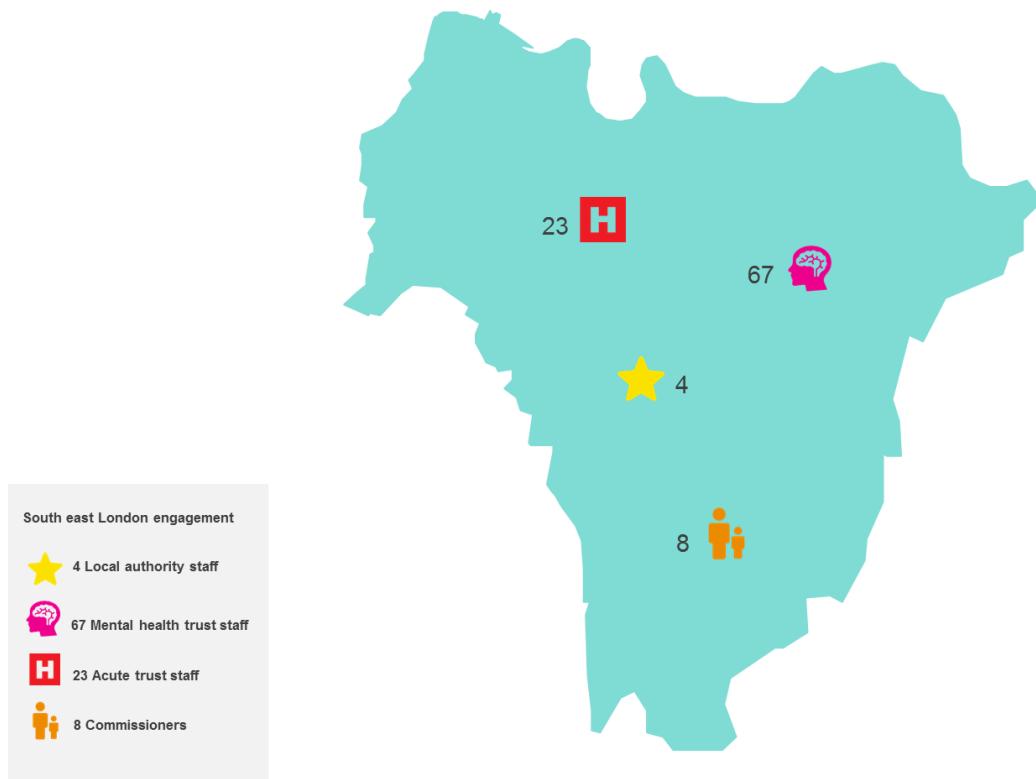 23
67
4
8
South east London engagement
4 Local authority staff
67 Mental health trust staff
H
23 Acute trust staff
8 Commissioners